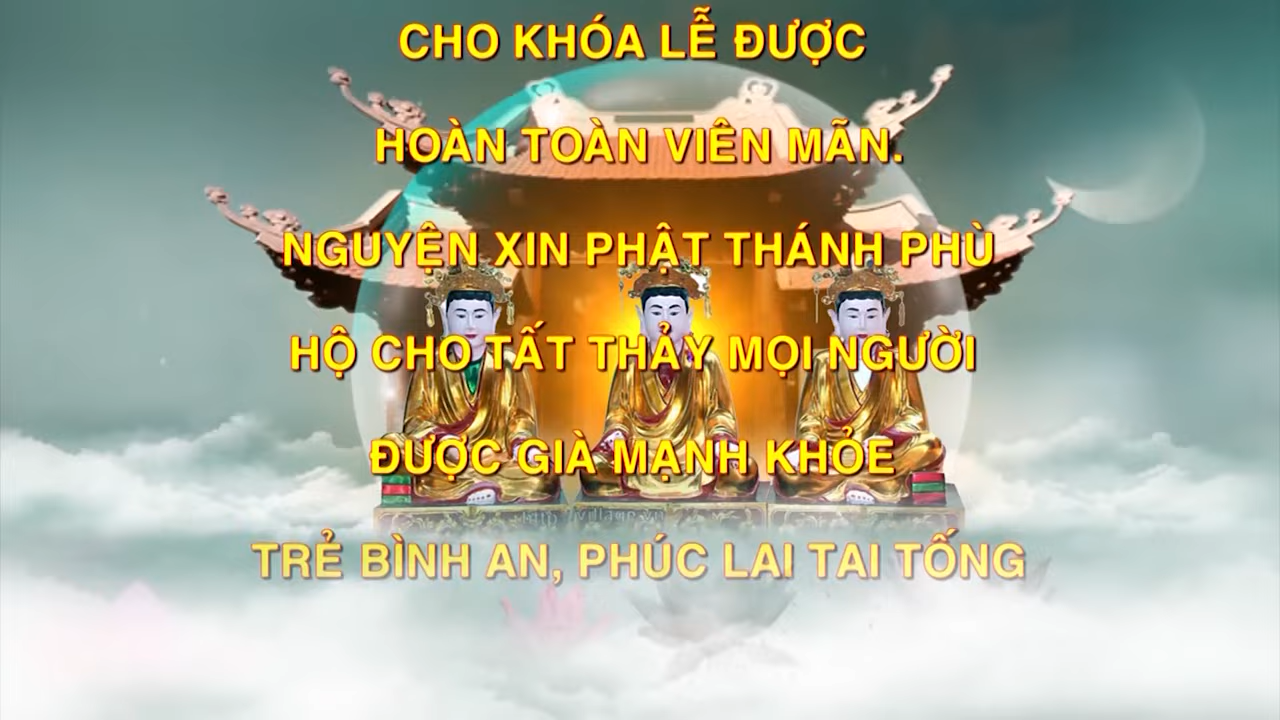 CHO KHÓA LỄ ĐƯỢC
HOÀN TOÀN VIÊN MÃN.
NGUYỆN XIN PHẬT THÁNH PHÙ
HỘ CHO TẤT THẢY MỌI NGƯỜI
ĐƯỢC GIÀ MẠNH KHỎE
TRẺ BÌNH AN, PHÚC LAI TAI TỐNG